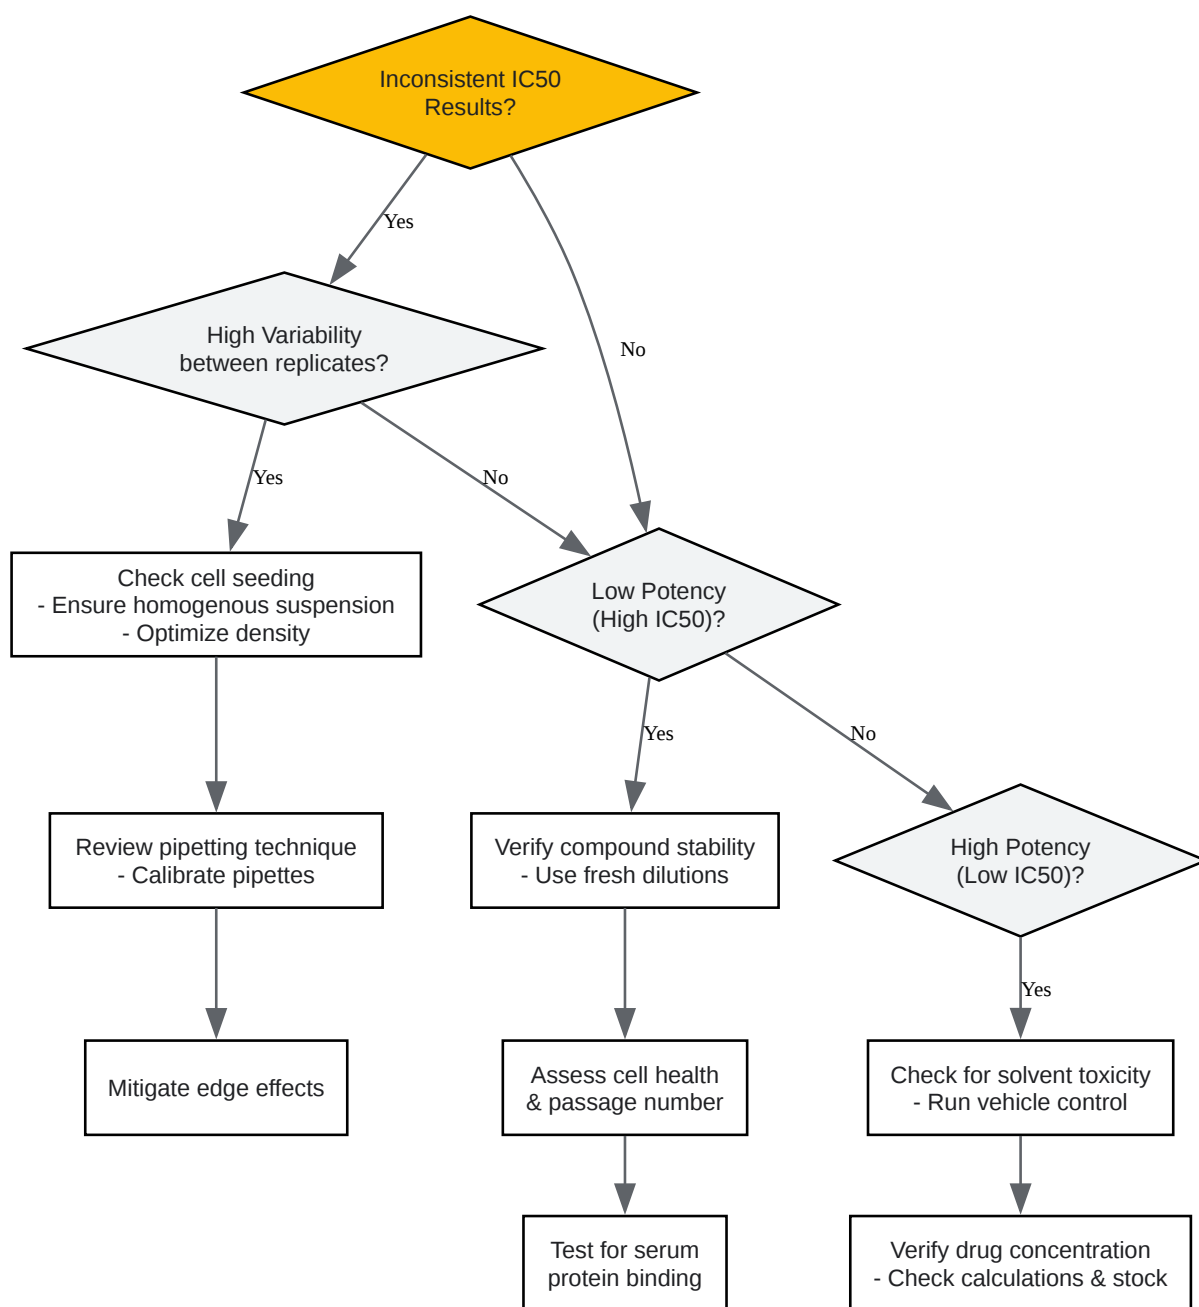 Inconsistent IC50
Results?
Yes
No
High Variability
between replicates?
Yes
No
Check cell seeding
- Ensure homogenous suspension
- Optimize density
Low Potency
(High IC50)?
Yes
No
Review pipetting technique
- Calibrate pipettes
Verify compound stability
- Use fresh dilutions
High Potency
(Low IC50)?
Yes
Mitigate edge effects
Assess cell health
& passage number
Check for solvent toxicity
- Run vehicle control
Test for serum
protein binding
Verify drug concentration
- Check calculations & stock